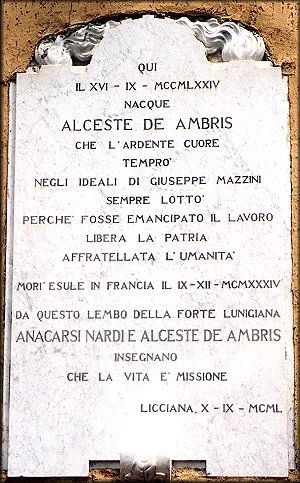 QUI
IL XVI - IX - MCCMLXXIV
NACQUE
ALCESTE DE AMBRIS
CHE L'ARDENTE CUORE
TEMPRO'
NEGLI IDEALI DI GIUSEPPE MAZZINI
SEMPRE LOTTO'
PERCHE' FOSSE EMANCIPATO IL LAVORO
LIBERA LA PATRIA
AFFRATELLATA L'UMANITA'
MORI' ESULE IN FRANCIA IL IX-XII-MCMXXXIV
DA QUESTO LEMBO DELLA FORTE LUNIGIANA
ANACARSI NARDI E ALCESTE DE AMBRIS
INSEGNANO
CHE LA VITA E' MISSIONE
LICCIANA, X - IX - MCML